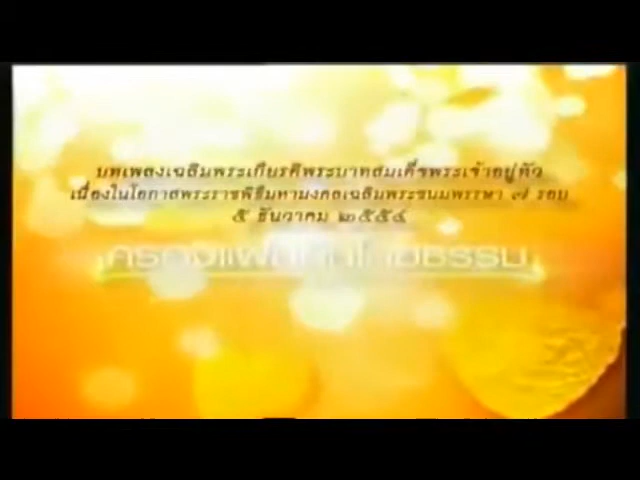 บทเพลงเฉลิมพระเกียรติพระบาทสมเด็จพระเจ้าอยู่หัว
เนื่องในโอกาสพระราชพิธีมหามงคลเฉลิมพระชนมพรรษา ๗ รอบ
๕ ธันวาคม ๒๕๕๔
ครองแผ่นดินโดยธรรม